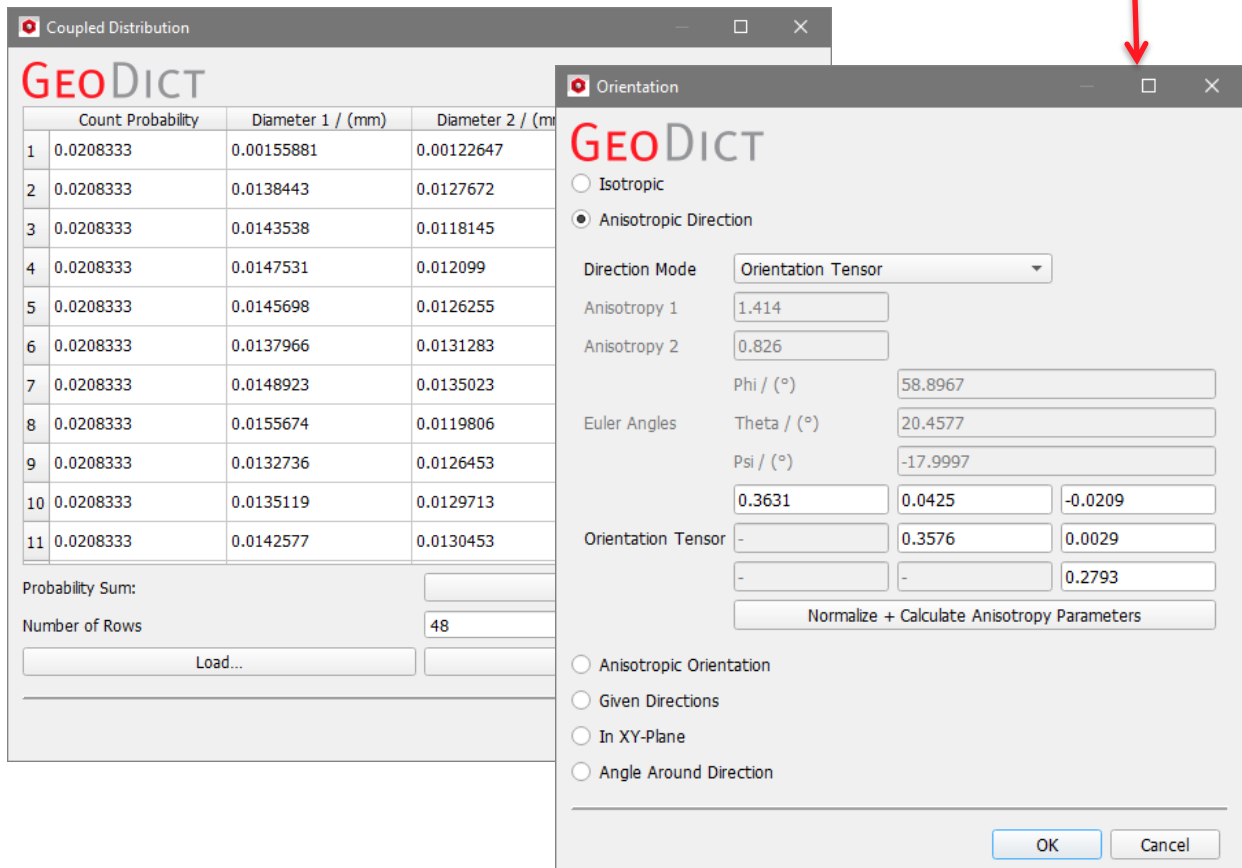 Coupled Distribution
GEODICT
Count Probability Diameter 1 / (mm) Diameter 2 /
1 0.0208333 0.00155881 0.00122647
2 0.0208333 0.0138443 0.0127672
3 0.0208333 0.0143538 0.0118145
4 0.0208333 0.0147531 0.012099
5 0.0208333 0.0145698 0.0126255
6 0.0208333 0.0137966 0.0131283
7 0.0208333 0.0148923 0.0135023
8 0.0208333 0.0155674 0.0119806
9 0.0208333 0.0132736 0.0126453
10 0.0208333 0.0135119 0.0129713
11 0.0208333 0.0142577 0.0130453
Probability Sum:
Number of Rows 48
Load...
Orientation
GEODICT
Isotropic
Anisotropic Direction
Direction Mode Orientation Tensor
Anisotropy 1 1.414
Anisotropy 2 0.826
Phi / (°) 58.8967
Euler Angles Theta / (°) 20.4577
Psi / (°) -17.9997
0.3631 0.0425 -0.0209
Orientation Tensor - 0.3576 0.0029
- - 0.2793
Normalize + Calculate Anisotropy Parameters
Anisotropic Orientation
Given Directions
In XY-Plane
Angle Around Direction
OK Cancel